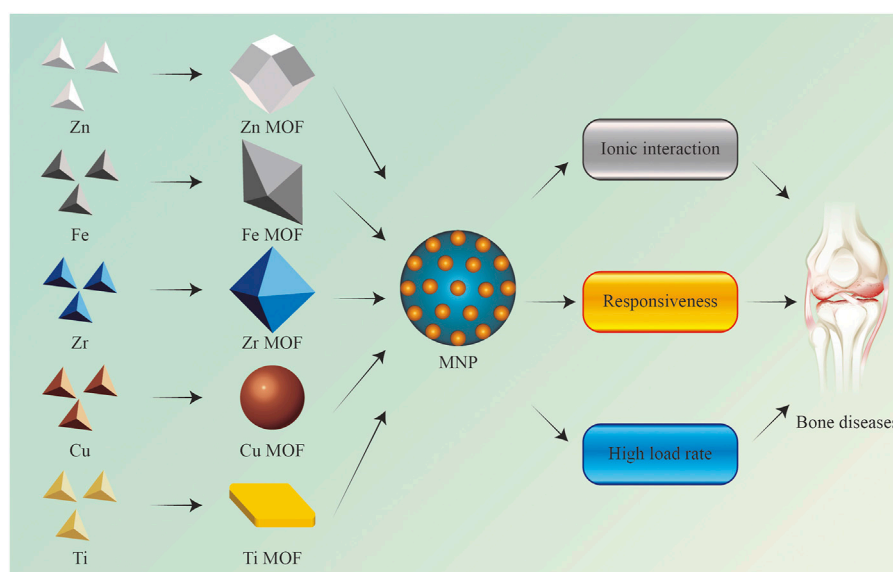 Zn
Zn MOF
Fe
Fe MOF
Zr
Zr MOF
Cu
Cu MOF
Ti
Ti MOF
MNP
Ionic interaction
Responsiveness
High load rate
Bone diseases